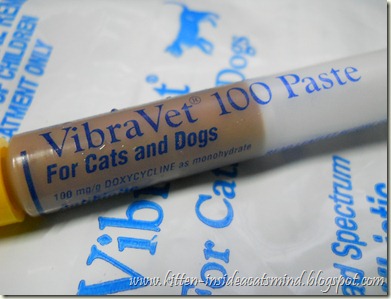 OF CHILDREN
TREATMENT ONLY
VibraVet® 100 Paste
For Cats and Dogs
100 mg/g DOXYCYCLINE as monohydrate
Dogs
Vib
For Ca
Spectrum
www.kitten-insideacatsmind.blogspot.com